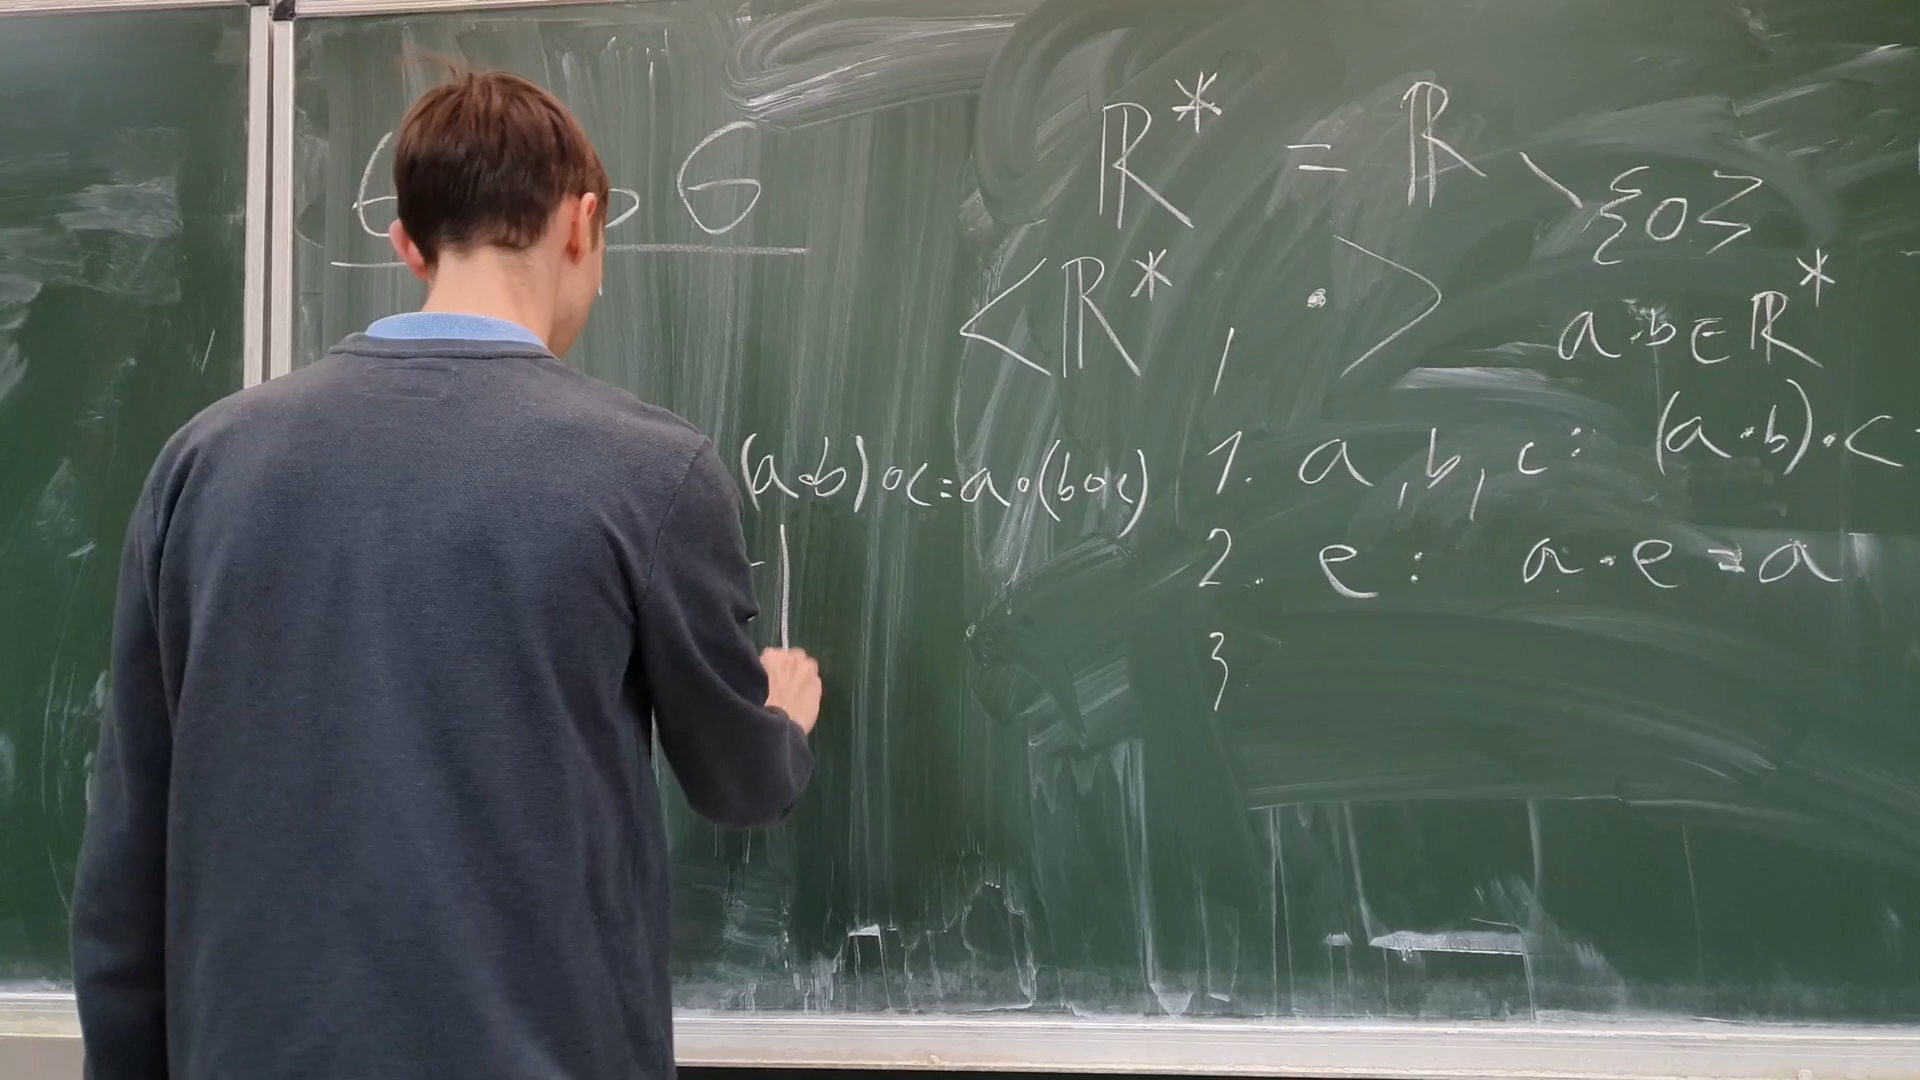 G
ℝ* = ℝ \ {0}
<ℝ*, ·>
a·b ∈ ℝ*
(a∘b)∘c=a∘(b∘c)
1. a, b, c: (a·b)·c
2. e: a·e = a
3